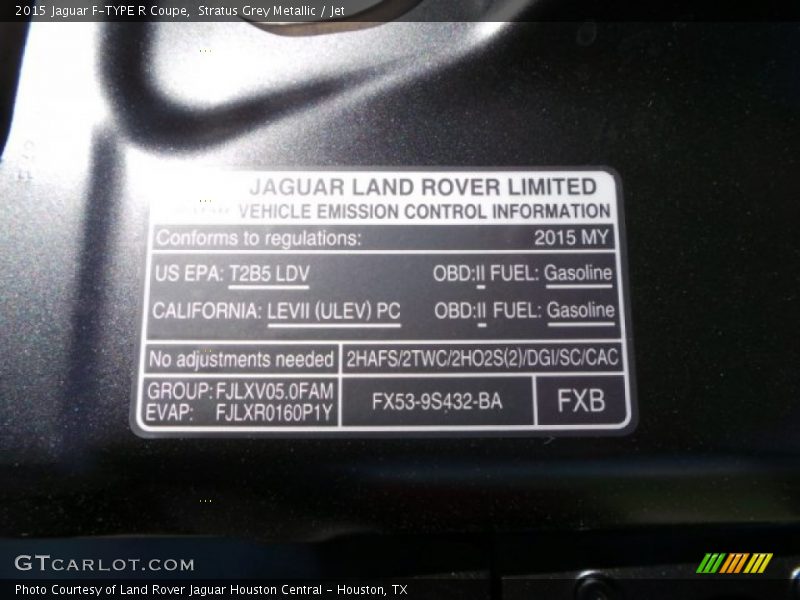 2015 Jaguar F-TYPE R Coupe, Stratus Grey Metallic / Jet
JAGUAR LAND ROVER LIMITED
VEHICLE EMISSION CONTROL INFORMATION
Conforms to regulations: 2015 MY
US EPA: T2B5 LDV OBD:II FUEL: Gasoline
CALIFORNIA: LEVII (ULEV) PC OBD:II FUEL: Gasoline
No adjustments needed 2HAFS/2TWC/2HO2S(2)/DGI/SC/CAC
GROUP: FJLXV05.0FAM
EVAP: FJLXR0160P1Y
FX53-9S432-BA FXB
GTCARLOT.COM
Photo Courtesy of Land Rover Jaguar Houston Central - Houston, TX